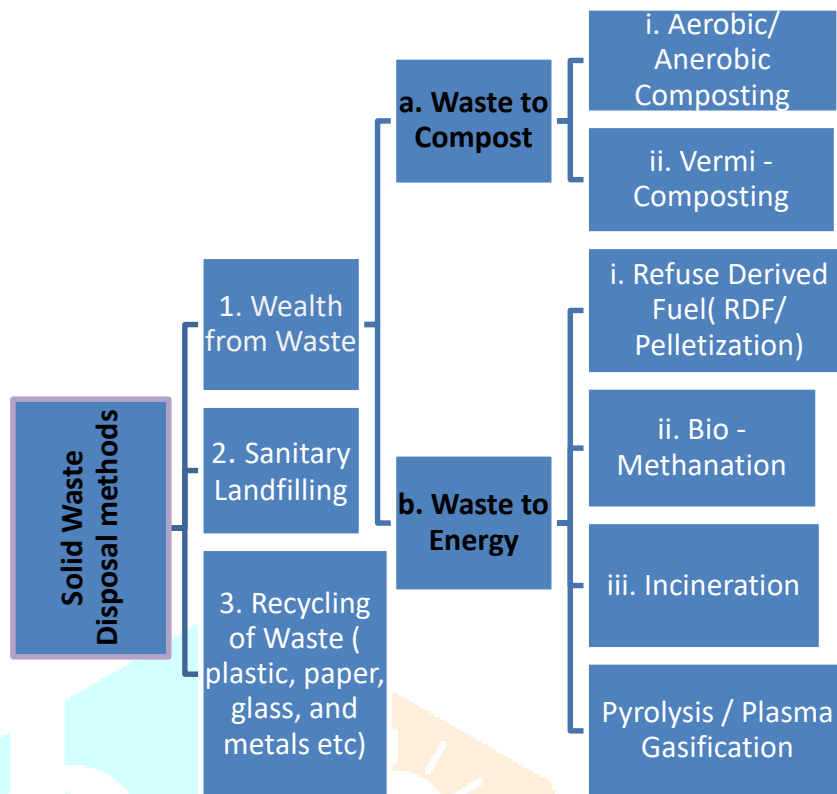 Solid Waste
Disposal methods
1. Wealth
from Waste
2. Sanitary
Landfilling
3. Recycling
of Waste (
plastic, paper,
glass, and
metals etc)
a. Waste to
Compost
b. Waste to
Energy
i. Aerobic/
Anerobic
Composting
ii. Vermi -
Composting
i. Refuse Derived
Fuel( RDF/
Pelletization)
ii. Bio -
Methanation
iii. Incineration
Pyrolysis / Plasma
Gasification